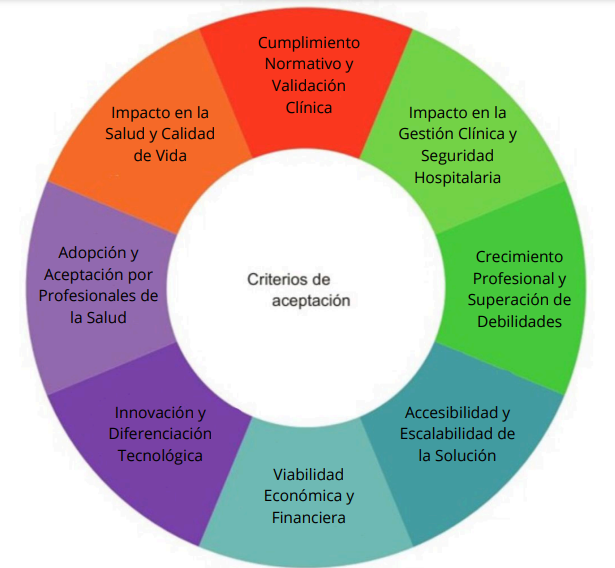 Cumplimiento
Normativo y
Validación
Clínica
Impacto en la
Gestión Clínica y
Seguridad
Hospitalaria
Crecimiento
Profesional y
Superación de
Debilidades
Accesibilidad y
Escalabilidad de
la Solución
Viabilidad
Económica y
Financiera
Innovación y
Diferenciación
Tecnológica
Adopción y
Aceptación por
Profesionales de
la Salud
Impacto en la
Salud y Calidad
de Vida
Criterios de
aceptación